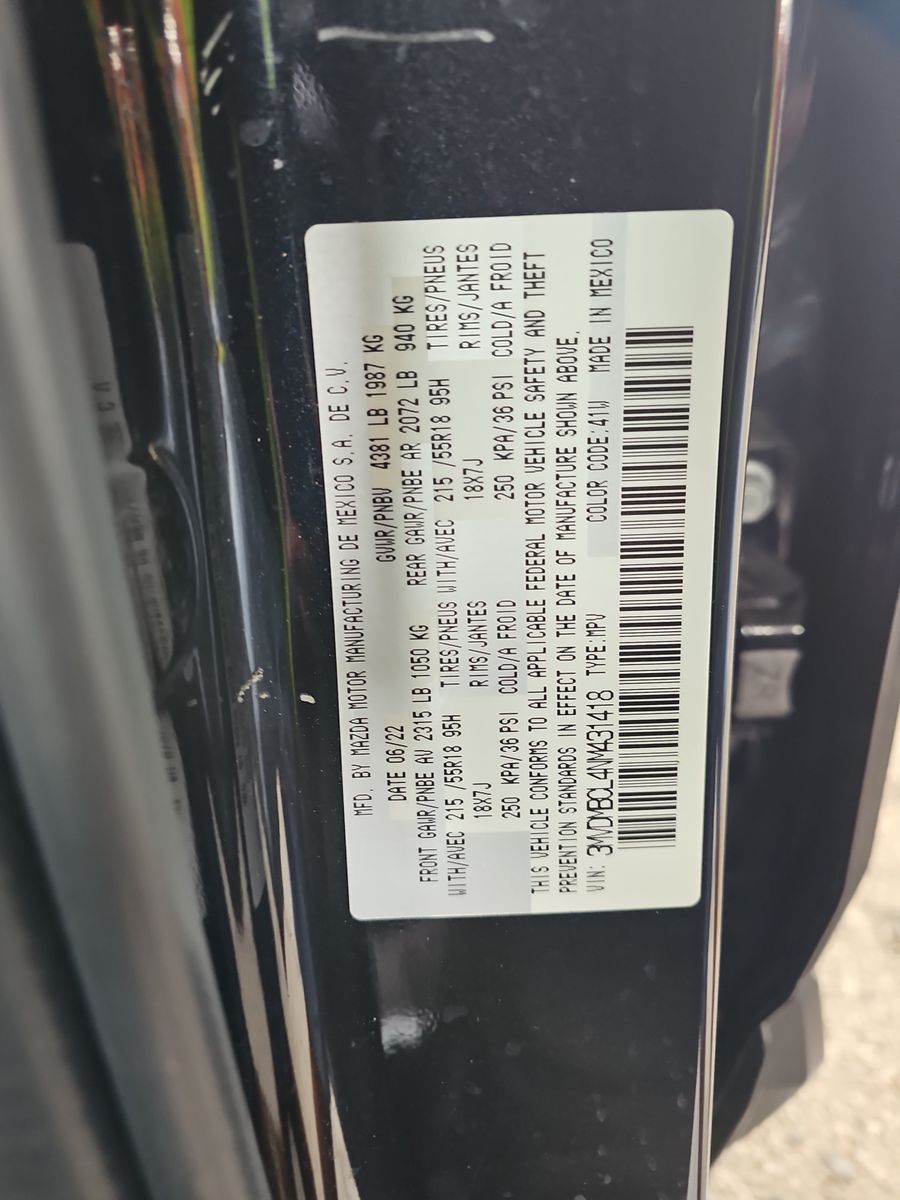 MFD. BY MAZDA MOTOR MANUFACTURING DE MEXICO S.A. DE C.V.
DATE 06/22 GVWR/PNBV 4381 LB 1987 KG
FRONT GAWR/PNBE AV 2315 LB 1050 KG REAR GAWR/PNBE AR 2072 LB 940 KG
WITH/AVEC 215 /55R18 95H TIRES/PNEUS WITH/AVEC 215 /55R18 95H TIRES/PNEUS
18X7J RIMS/JANTES 18X7J RIMS/JANTES
250 KPA/36 PSI COLD/A FROID 250 KPA/36 PSI COLD/A FROID
THIS VEHICLE CONFORMS TO ALL APPLICABLE FEDERAL MOTOR VEHICLE SAFETY AND THEFT
PREVENTION STANDARDS IN EFFECT ON THE DATE OF MANUFACTURE SHOWN ABOVE.
VIN: 3MVDMBCL4NM431418 TYPE:MPV COLOR CODE:41W MADE IN MEXICO